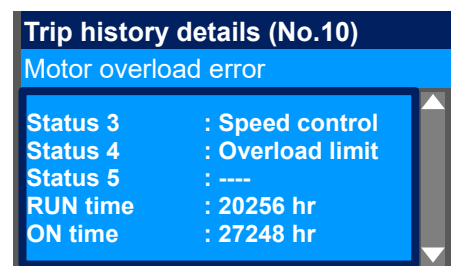 Trip history details (No.10)
Motor overload error
Status 3 : Speed control
Status 4 : Overload limit
Status 5 : ----
RUN time : 20256 hr
ON time : 27248 hr